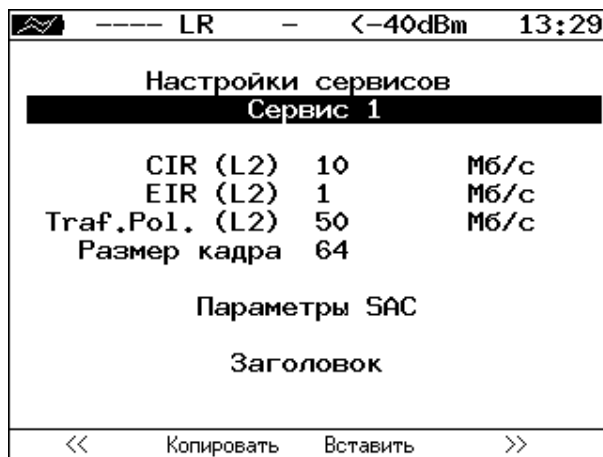 ---- LR - <-40dBm 13:29
Настройки сервисов
Сервис 1
CIR (L2) 10 Мб/с
EIR (L2) 1 Мб/с
Traf.Pol. (L2) 50 Мб/с
Размер кадра 64
Параметры SAC
Заголовок
<< Копировать Вставить >>